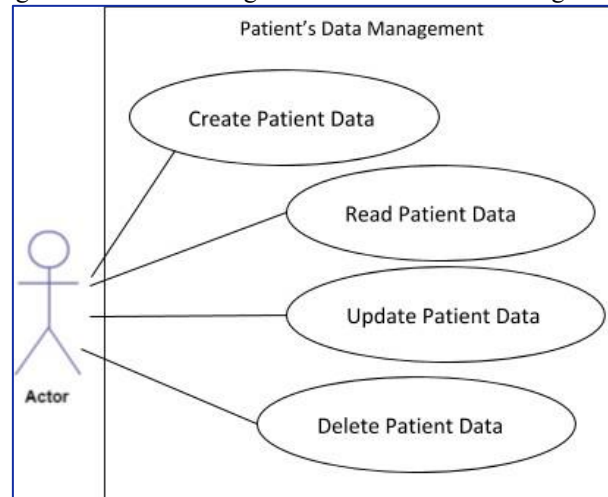 Patient's Data Management
Create Patient Data
Read Patient Data
Update Patient Data
Actor
Delete Patient Data